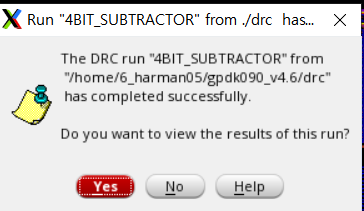 Run "4BIT_SUBTRACTOR" from ./drc has...
The DRC run "4BIT_SUBTRACTOR" from
"/home/6_harman05/gpdk090_v4.6/drc"
has completed successfully.
Do you want to view the results of this run?
Yes No Help